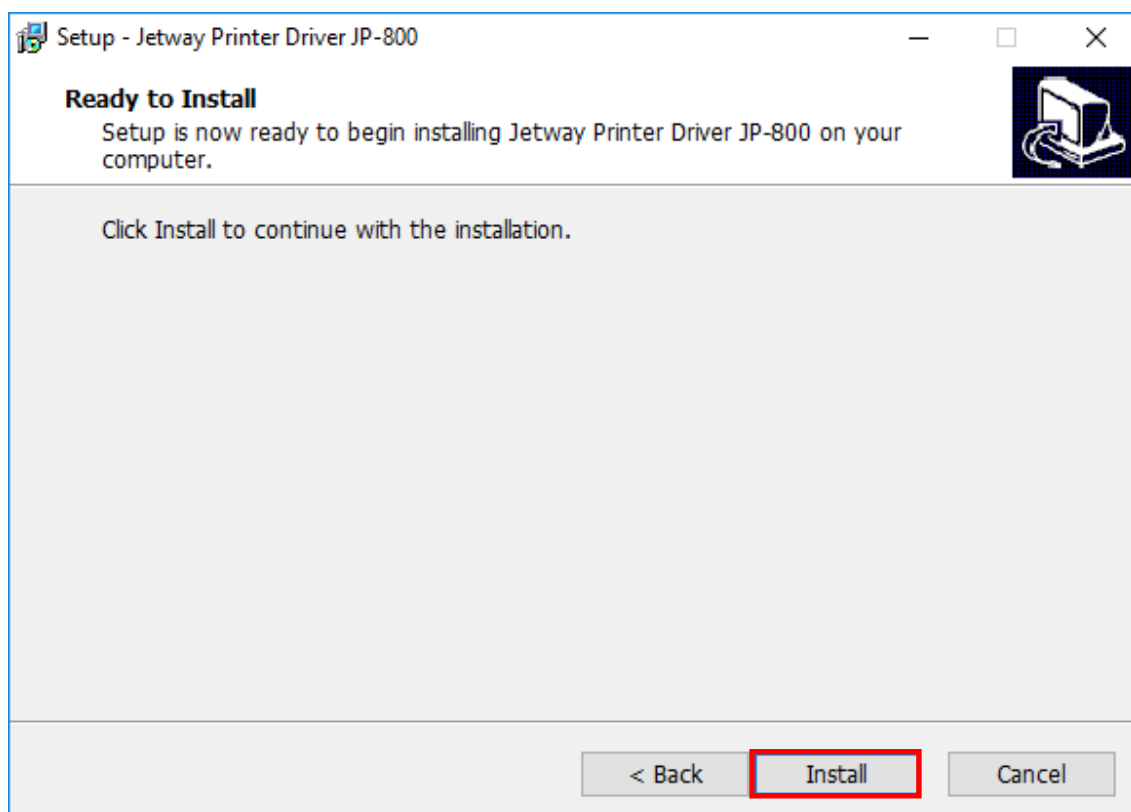 Setup - Jetway Printer Driver JP-800
Ready to Install
Setup is now ready to begin installing Jetway Printer Driver JP-800 on your
computer.
Click Install to continue with the installation.
< Back Install Cancel